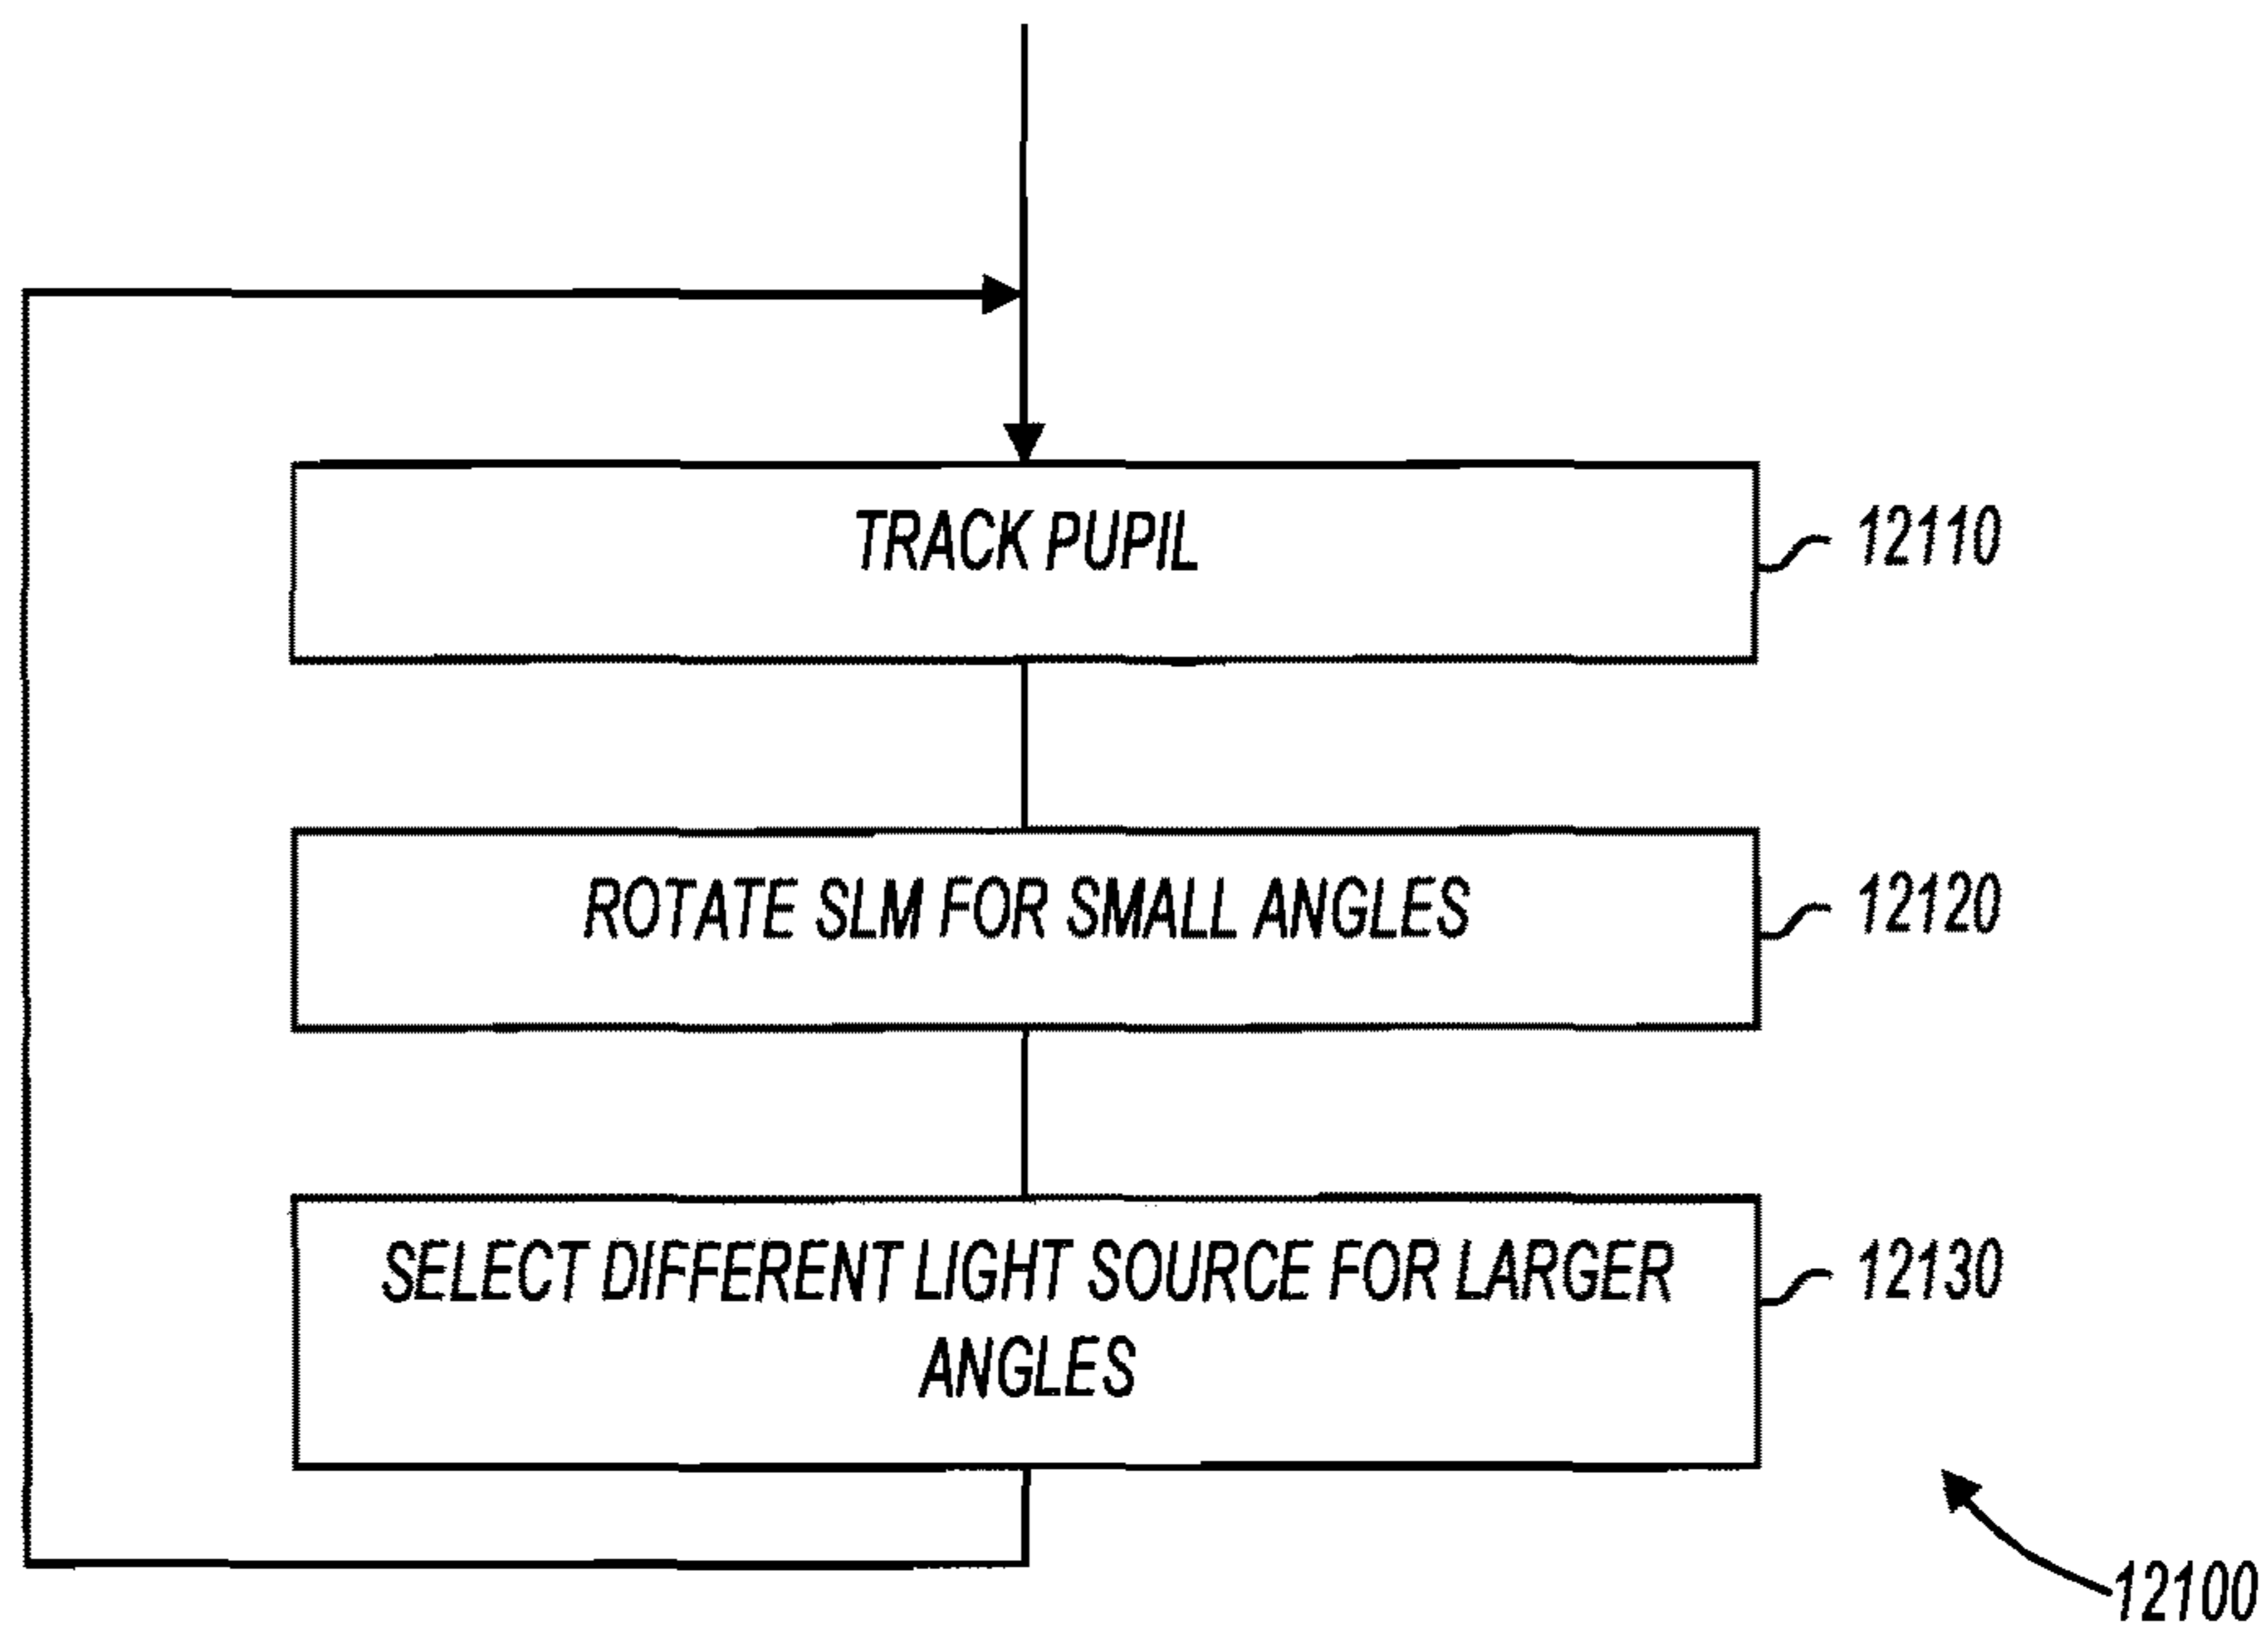 TRACK PUPIL
12110
ROTATE SLM FOR SMALL ANGLES
12120
SELECT DIFFERENT LIGHT SOURCE FOR LARGER
ANGLES
12130
12100